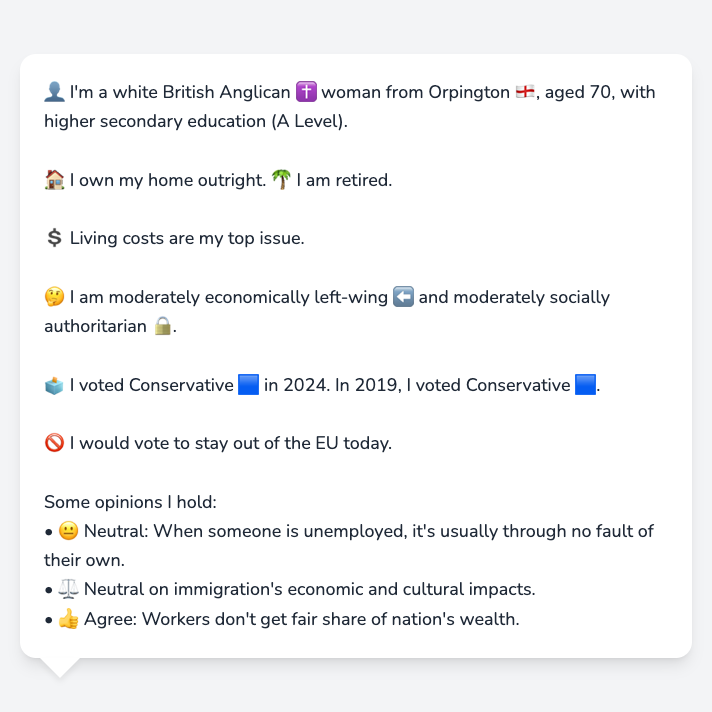 👤 I'm a white British Anglican ✝️ woman from Orpington 🏴󠁧󠁢󠁥󠁮󠁧󠁿, aged 70, with
higher secondary education (A Level).
🏠 I own my home outright. 🌴 I am retired.
💲 Living costs are my top issue.
🤔 I am moderately economically left-wing ⬅️ and moderately socially
authoritarian 🔒.
🗳️ I voted Conservative 🟦 in 2024. In 2019, I voted Conservative 🟦.
🚫 I would vote to stay out of the EU today.
Some opinions I hold:
• 😐 Neutral: When someone is unemployed, it's usually through no fault of
their own.
• ⚖️ Neutral on immigration's economic and cultural impacts.
• 👍 Agree: Workers don't get fair share of nation's wealth.